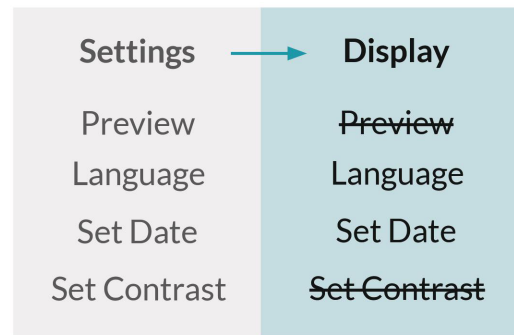 Settings Display
Preview Preview
Language Language
Set Date Set Date
Set Contrast Set Contrast